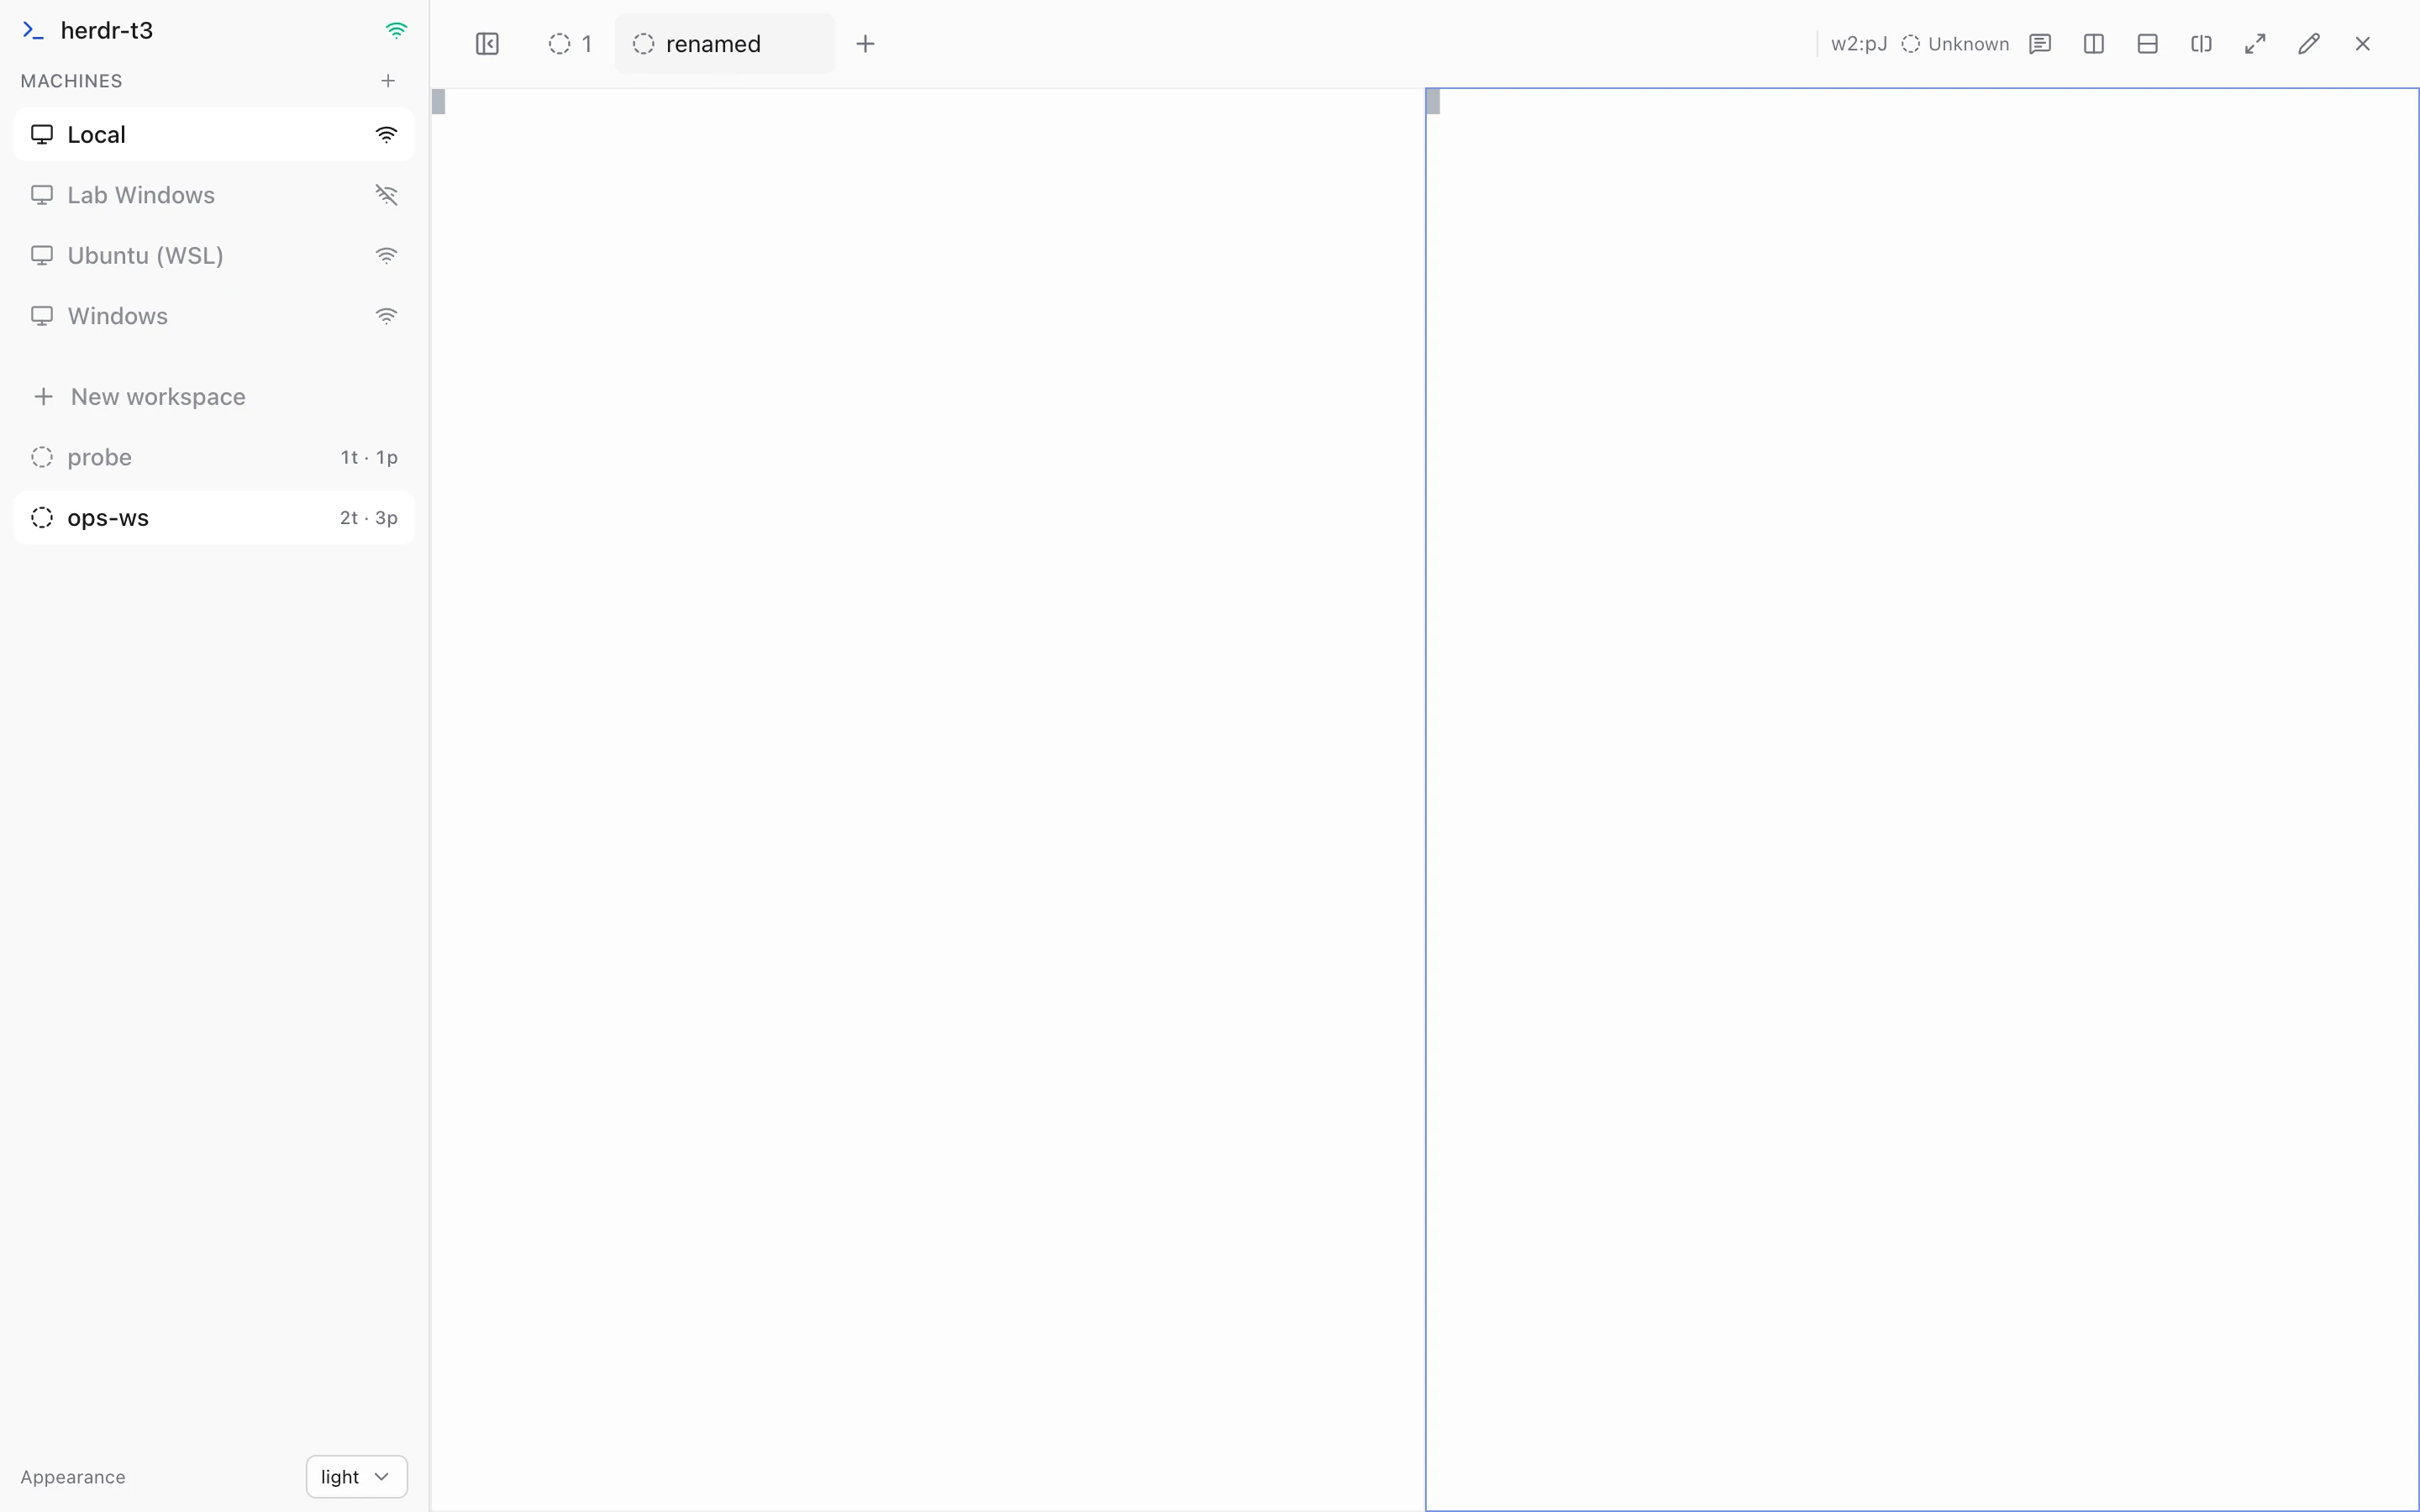 herdr-t3
MACHINES
Local
Lab Windows
Ubuntu (WSL)
Windows
New workspace
probe 1t · 1p
ops-ws 2t · 3p
Appearance light
1 renamed
w2:pJ Unknown